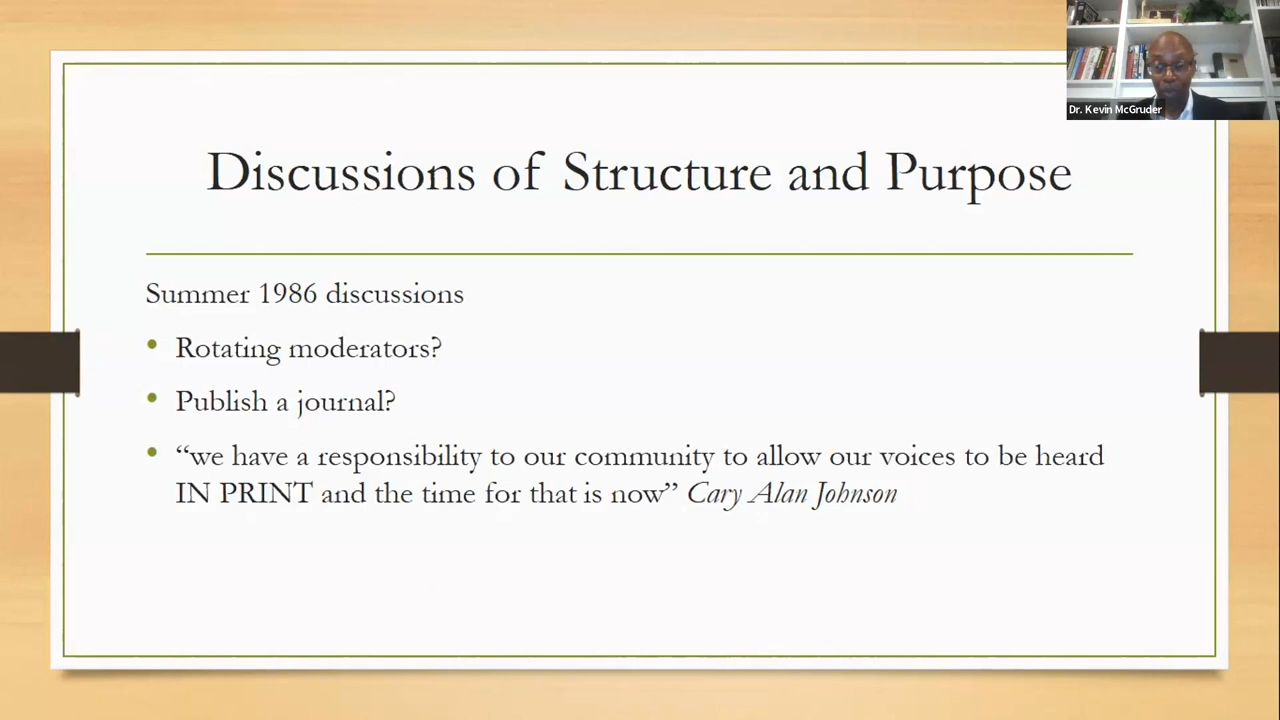 Dr. Kevin McGruder
Discussions of Structure and Purpose
Summer 1986 discussions
• Rotating moderators?
• Publish a journal?
• “we have a responsibility to our community to allow our voices to be heard
IN PRINT and the time for that is now” Cary Alan Johnson